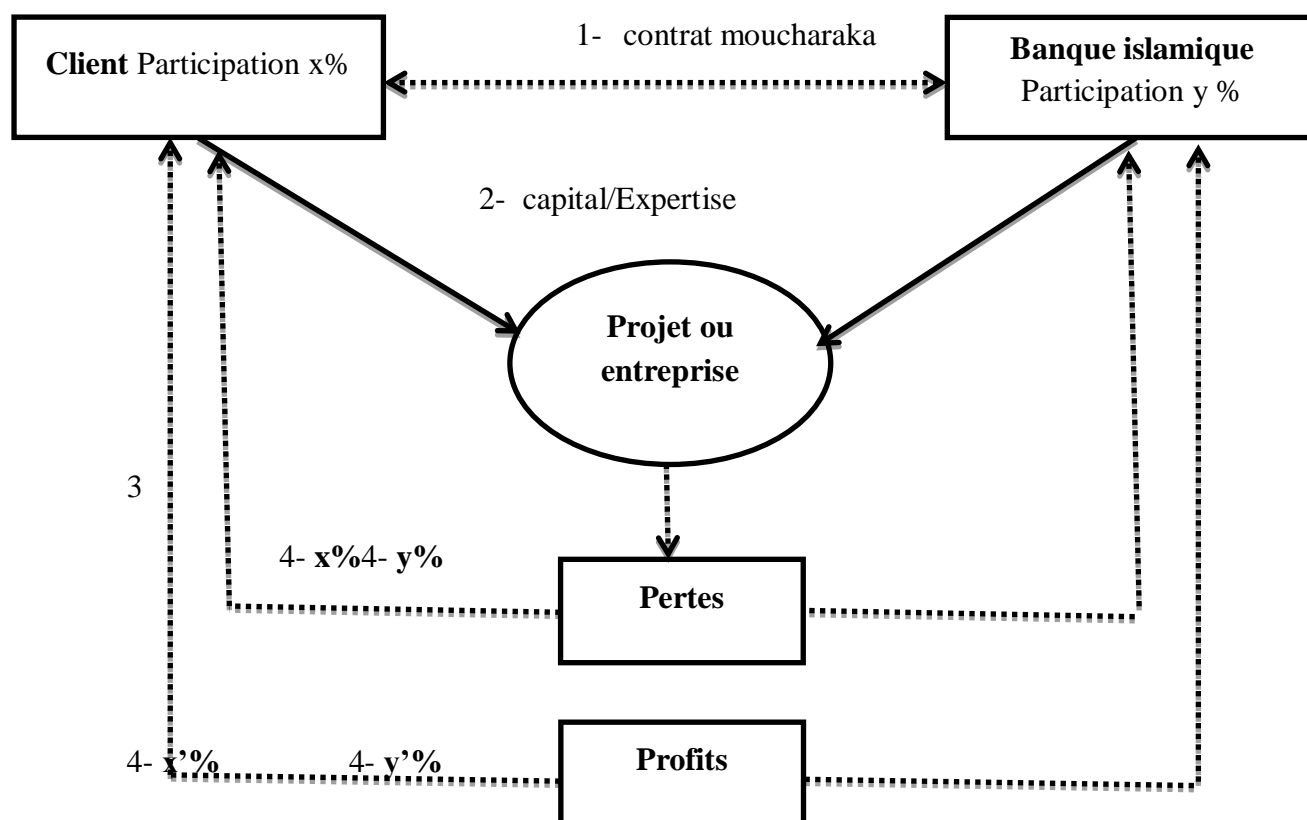 1- contrat moucharaka
Client Participation x%
Banque islamique
Participation y %
2- capital/Expertise
Projet ou
entreprise
3
4- x%4- y%
Pertes
4- x’% 4- y’%
Profits